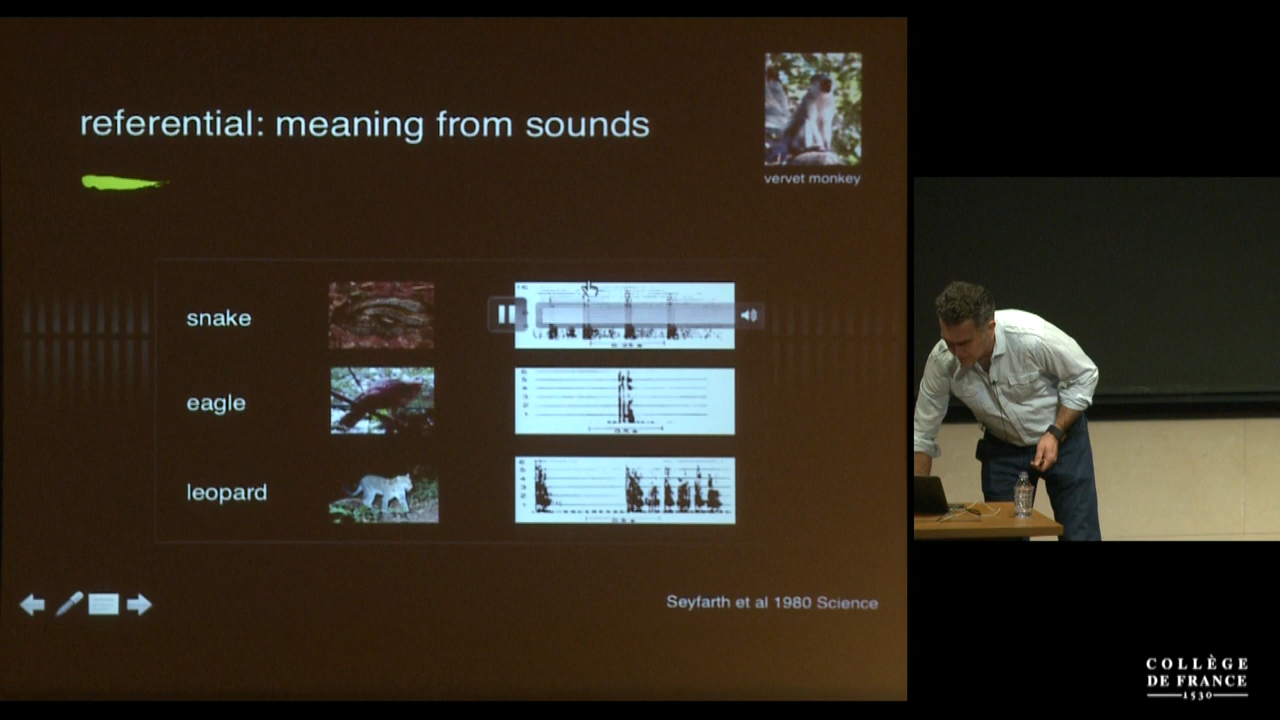 referential: meaning from sounds
vervet monkey
snake
eagle
leopard
Seyfarth et al 1980 Science
COLLÈGE
DE FRANCE
1530